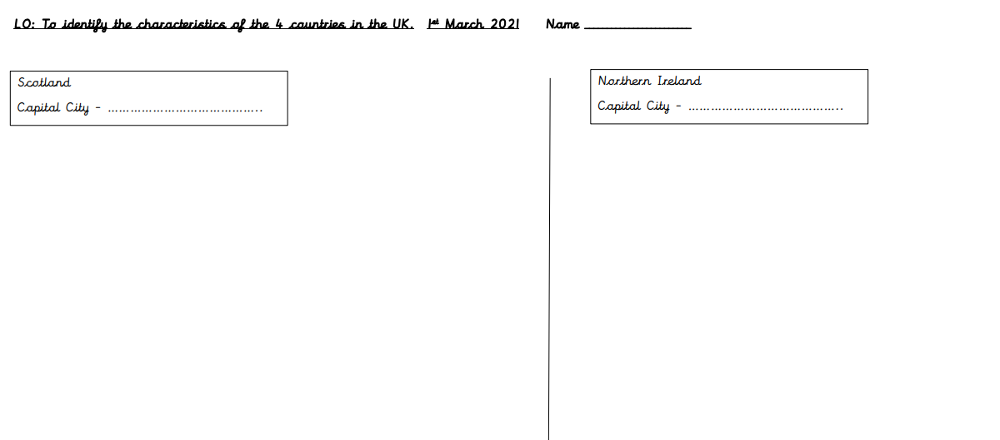 LO: To identify the characteristics of the 4 countries in the UK. 1st March 2021 Name _______________
Scotland
Capital City - ……………………………………..
Northern Ireland
Capital City - ……………………………………..